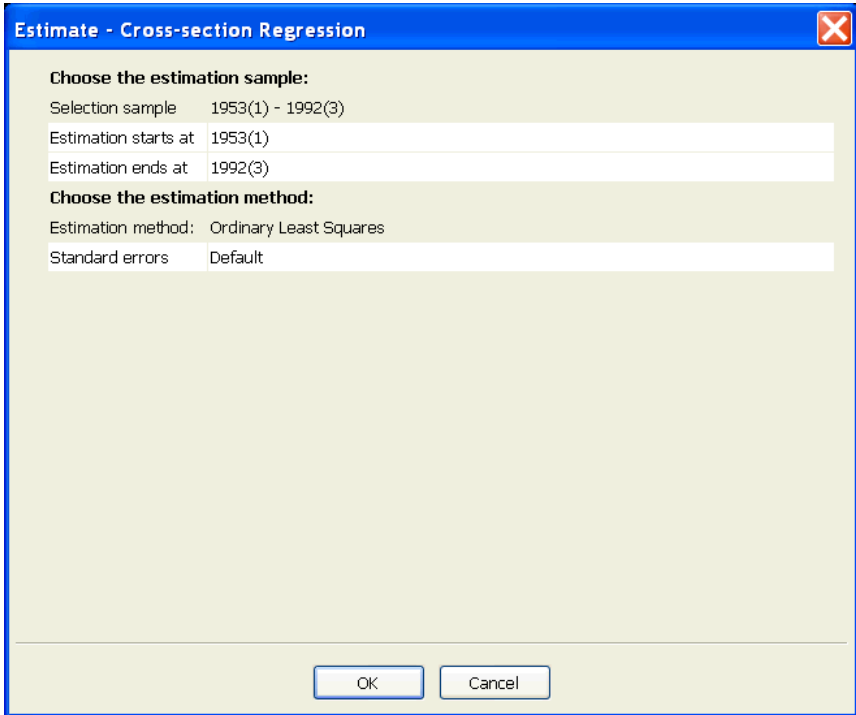 Estimate - Cross-section Regression
Choose the estimation sample:
Selection sample 1953(1) - 1992(3)
Estimation starts at 1953(1)
Estimation ends at 1992(3)
Choose the estimation method:
Estimation method: Ordinary Least Squares
Standard errors Default
OK Cancel